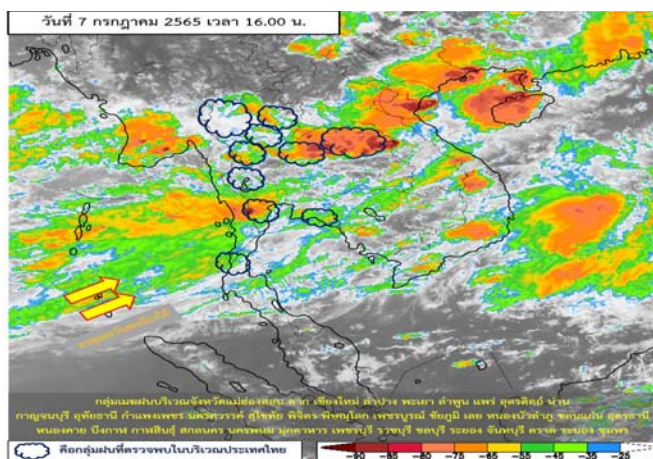 วันที่ 7 กรกฎาคม 2565 เวลา 16.00 น.
กลุ่มเมฆฝนบริเวณจังหวัดแม่ฮ่องสอน ตาก เชียงใหม่ ลำปาง พะเยา ลำพูน แพร่ อุตรดิตถ์ น่าน
กาญจนบุรี อุทัยธานี กำแพงเพชร นครสวรรค์ สุโขทัย พิจิตร พิษณุโลก เพชรบูรณ์ ชัยภูมิ เลย หนองบัวลำภู ขอนแก่น อุดรธานี
หนองคาย บึงกาฬ กาฬสินธุ์ สกลนคร นครพนม มุกดาหาร เพชรบุรี ราชบุรี ชลบุรี ระยอง จันทบุรี ตราด ระนอง ชุมพร
คือกลุ่มฝนที่ตรวจพบในบริเวณประเทศไทย
-90 -80 -75 -65 -55 -45 -35 -25